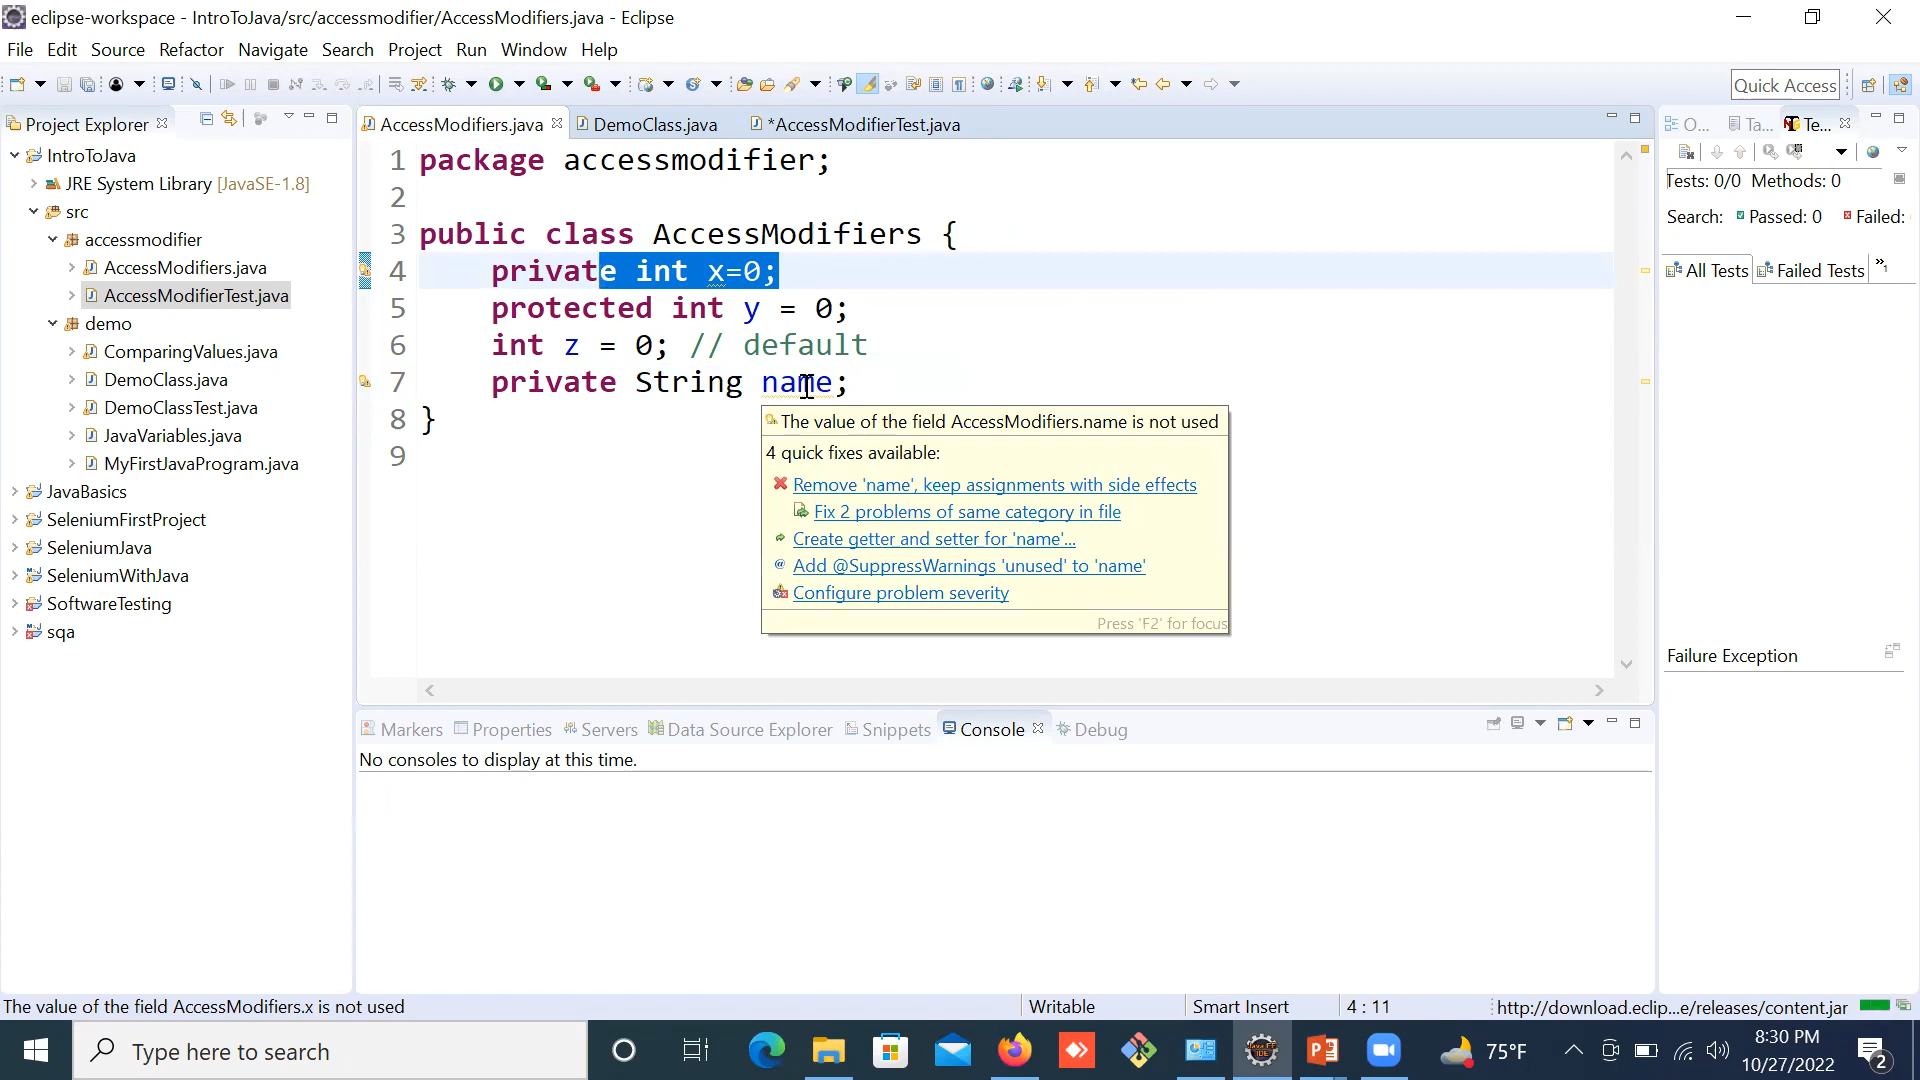 eclipse-workspace - IntroToJava/src/accessmodifier/AccessModifiers.java - Eclipse
File Edit Source Refactor Navigate Search Project Run Window Help
Quick Access
Project Explorer
IntroToJava
JRE System Library [JavaSE-1.8]
src
accessmodifier
AccessModifiers.java
AccessModifierTest.java
demo
ComparingValues.java
DemoClass.java
DemoClassTest.java
JavaVariables.java
MyFirstJavaProgram.java
JavaBasics
SeleniumFirstProject
SeleniumJava
SeleniumWithJava
SoftwareTesting
sqa
AccessModifiers.java DemoClass.java *AccessModifierTest.java
1 package accessmodifier;
2
3 public class AccessModifiers {
4 private int x=0;
5 protected int y = 0;
6 int z = 0; // default
7 private String name;
8 }
9
The value of the field AccessModifiers.name is not used
4 quick fixes available:
Remove 'name', keep assignments with side effects
Fix 2 problems of same category in file
Create getter and setter for 'name'...
Add @SuppressWarnings 'unused' to 'name'
Configure problem severity
Press 'F2' for focus
Markers Properties Servers Data Source Explorer Snippets Console Debug
No consoles to display at this time.
O... Ta... Te...
Tests: 0/0 Methods: 0
Search: Passed: 0 Failed:
All Tests Failed Tests "1
Failure Exception
The value of the field AccessModifiers.x is not used
Writable Smart Insert 4 : 11 http://download.eclip...e/releases/content.jar
Type here to search
75°F
8:30 PM
10/27/2022
2